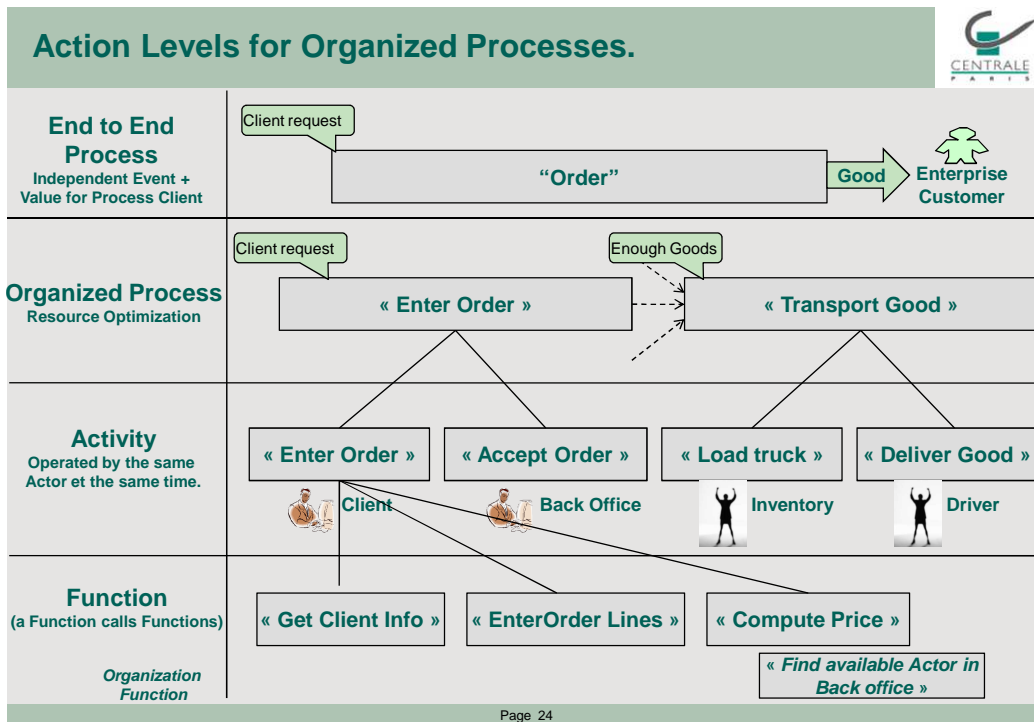 Action Levels for Organized Processes.
CENTRALE
PARIS
End to End
Process
Independent Event +
Value for Process Client
Client request
“Order”
Good
Enterprise
Customer
Organized Process
Resource Optimization
Client request
Enough Goods
« Enter Order »
« Transport Good »
Activity
Operated by the same
Actor et the same time.
« Enter Order »
« Accept Order »
« Load truck »
« Deliver Good »
Client
Back Office
Inventory
Driver
Function
(a Function calls Functions)
« Get Client Info »
« EnterOrder Lines »
« Compute Price »
Organization
Function
« Find available Actor in
Back office »
Page 24